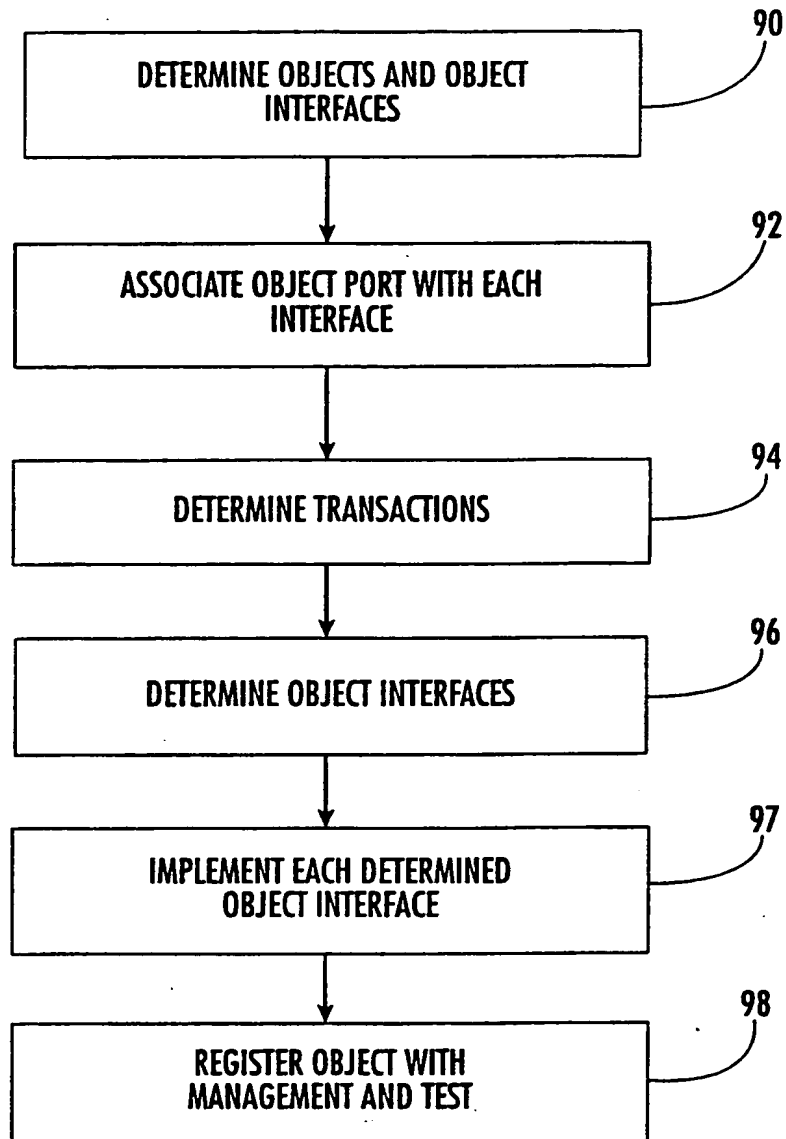 90
DETERMINE OBJECTS AND OBJECT
INTERFACES
92
ASSOCIATE OBJECT PORT WITH EACH
INTERFACE
94
DETERMINE TRANSACTIONS
96
DETERMINE OBJECT INTERFACES
97
IMPLEMENT EACH DETERMINED
OBJECT INTERFACE
98
REGISTER OBJECT WITH
MANAGEMENT AND TEST